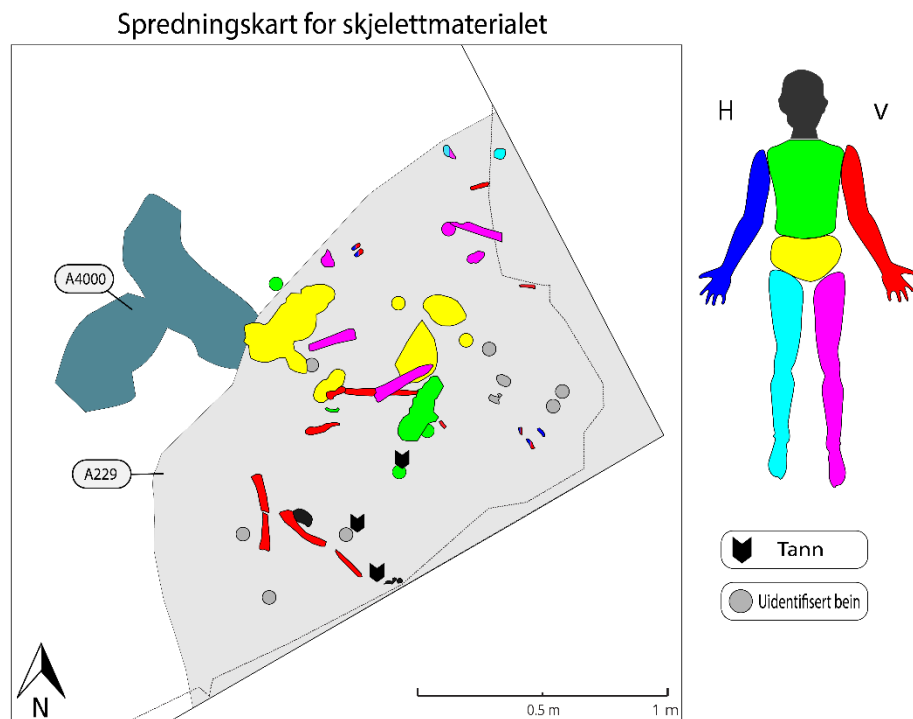 Spredningskart for skjelettmaterialet
H
V
A4000
A229
Tann
Uidentifisert bein
N
0.5 m
1 m